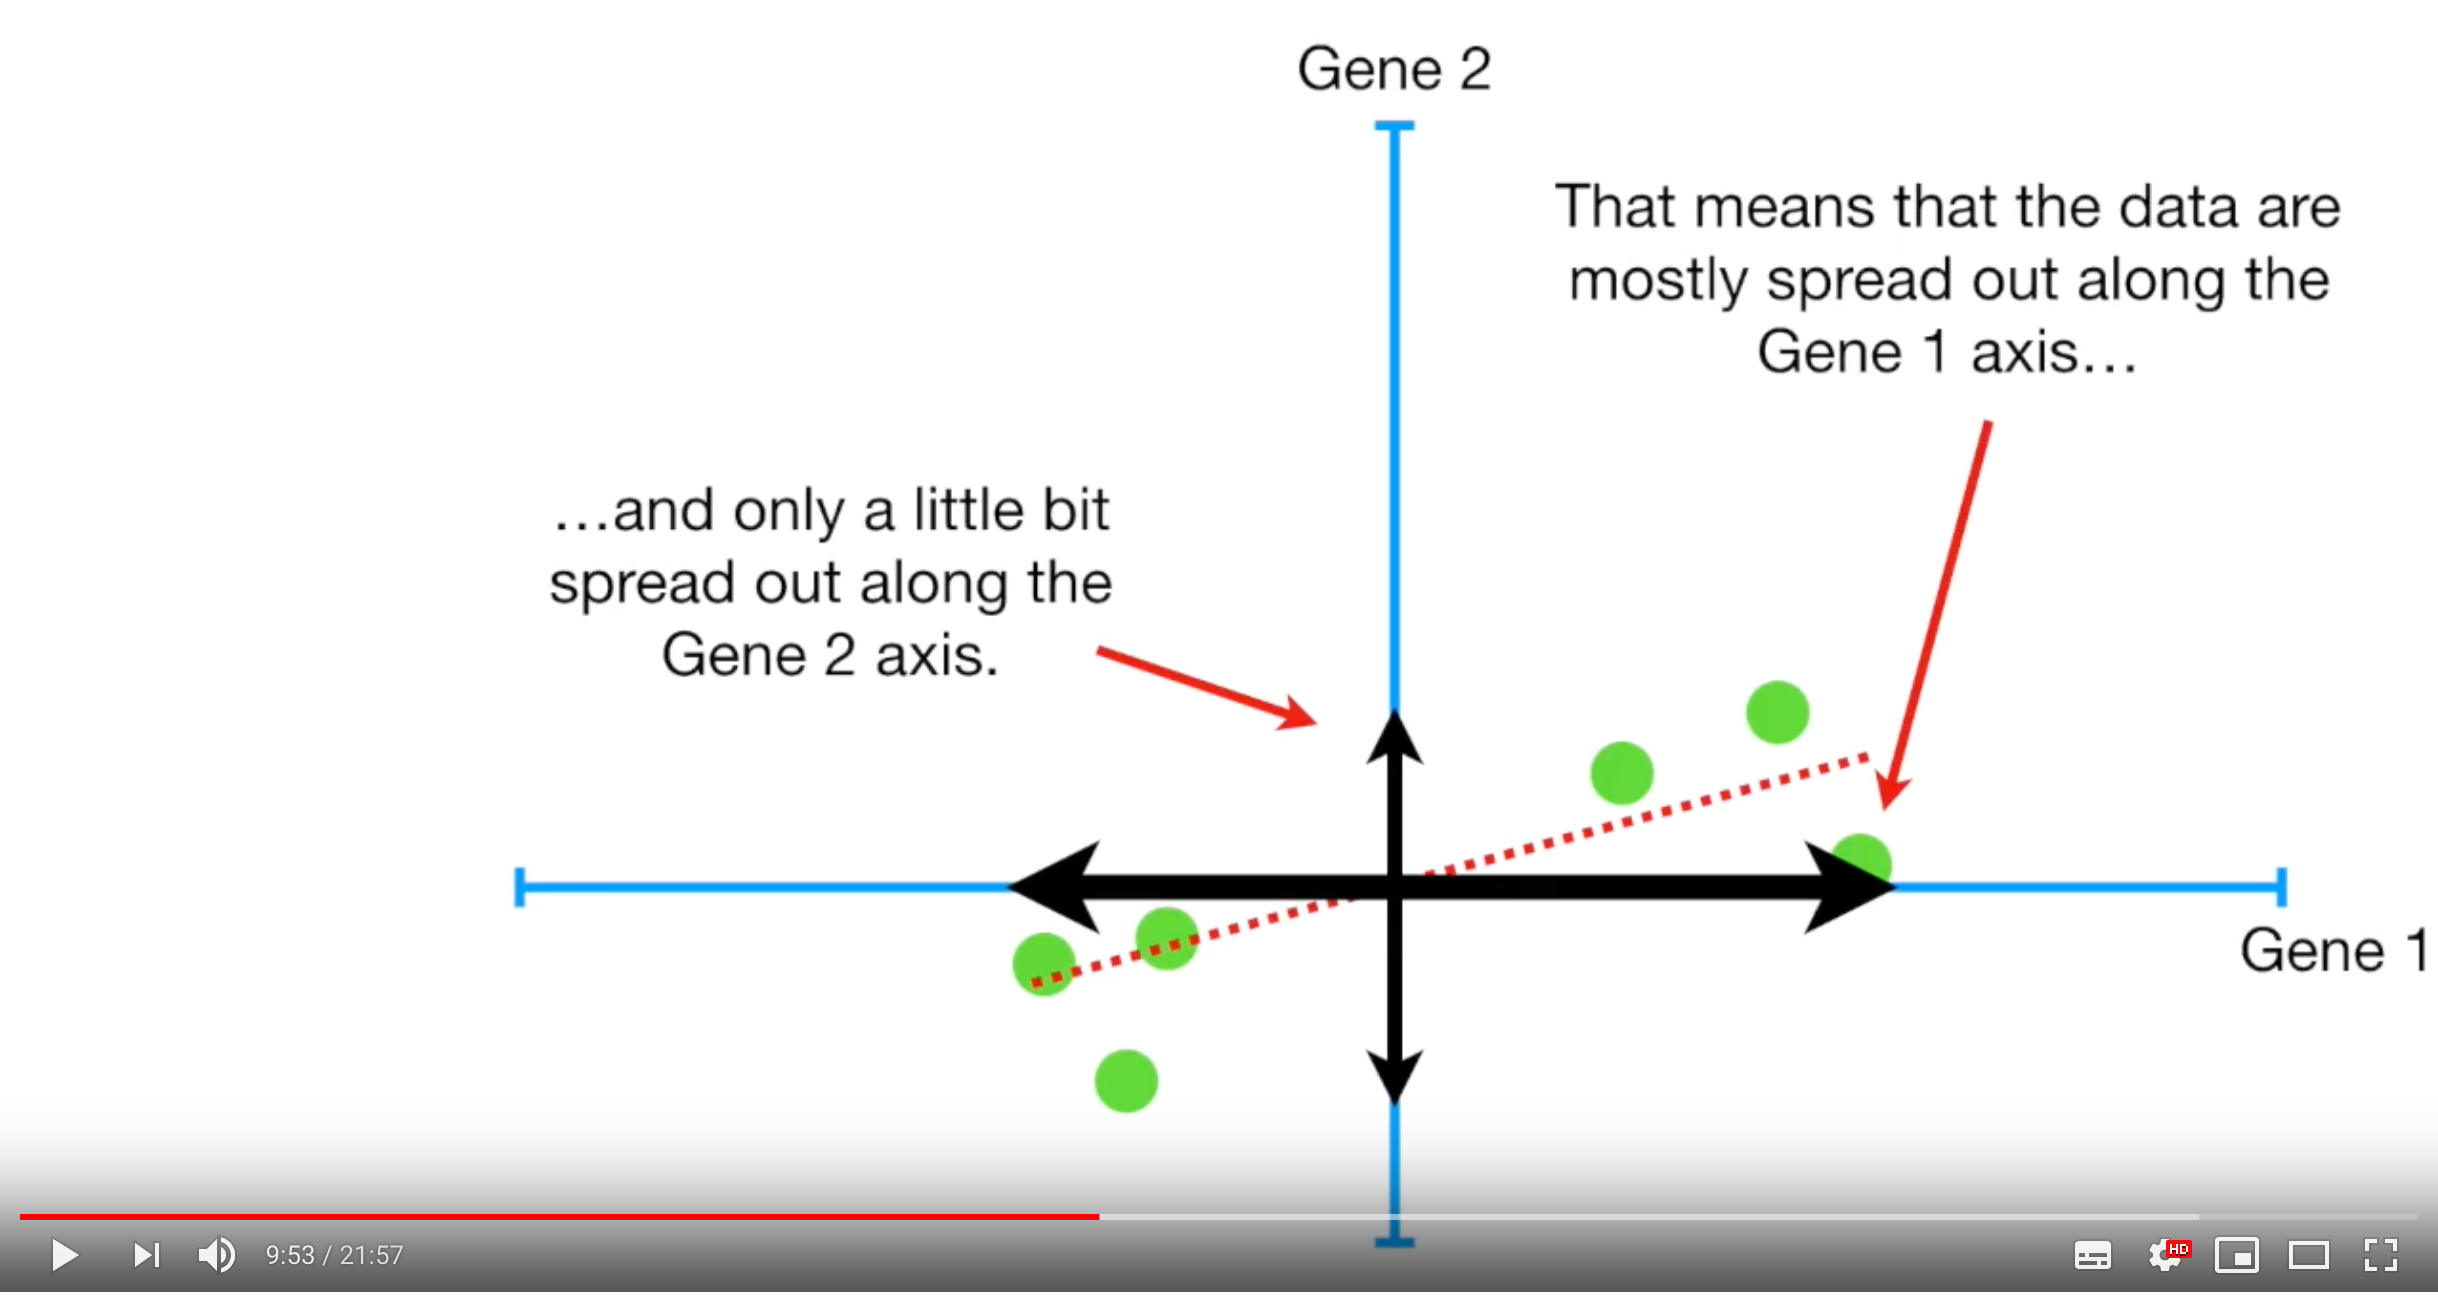 Gene 2
That means that the data are
mostly spread out along the
Gene 1 axis...
...and only a little bit
spread out along the
Gene 2 axis.
Gene 1
9:53 / 21:57
HD